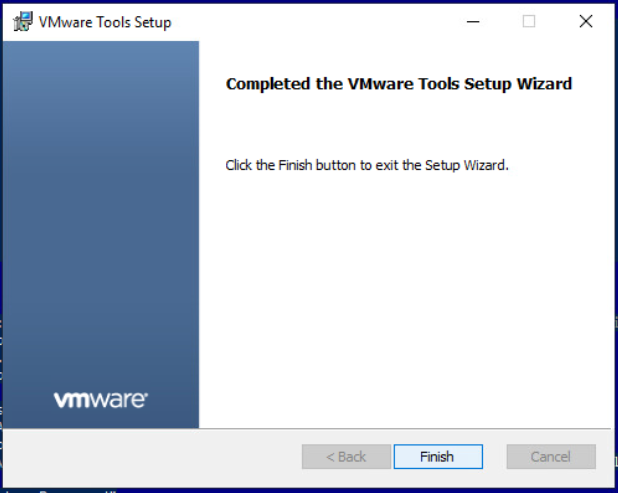 VMware Tools Setup
Completed the VMware Tools Setup Wizard
Click the Finish button to exit the Setup Wizard.
vmware®
< Back
Finish
Cancel